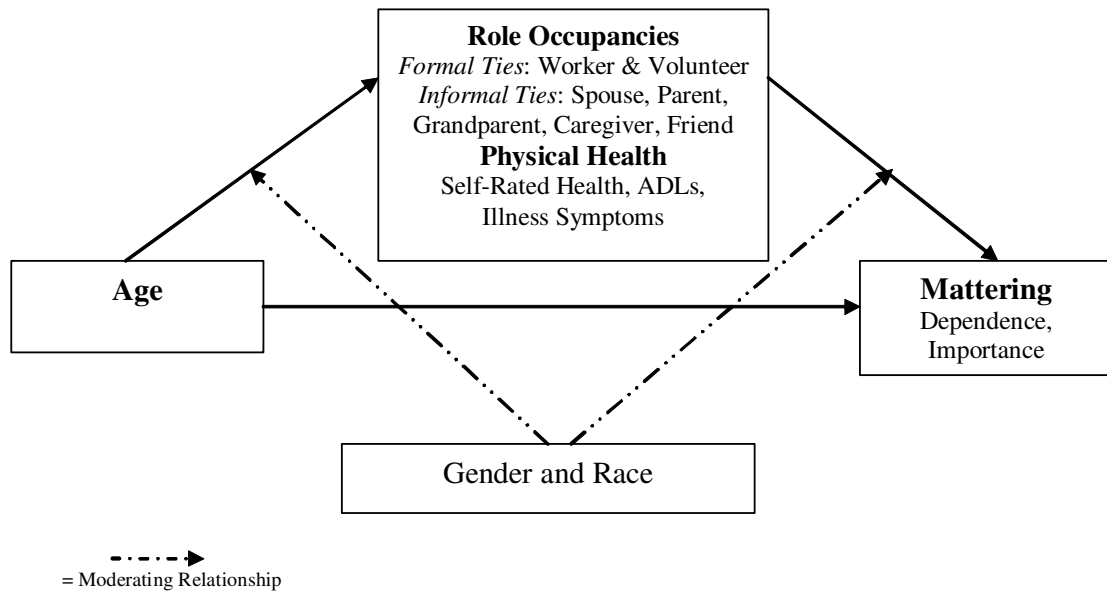 Role Occupancies
Formal Ties: Worker & Volunteer
Informal Ties: Spouse, Parent,
Grandparent, Caregiver, Friend
Physical Health
Self-Rated Health, ADLs,
Illness Symptoms
Age
Mattering
Dependence,
Importance
Gender and Race
= Moderating Relationship